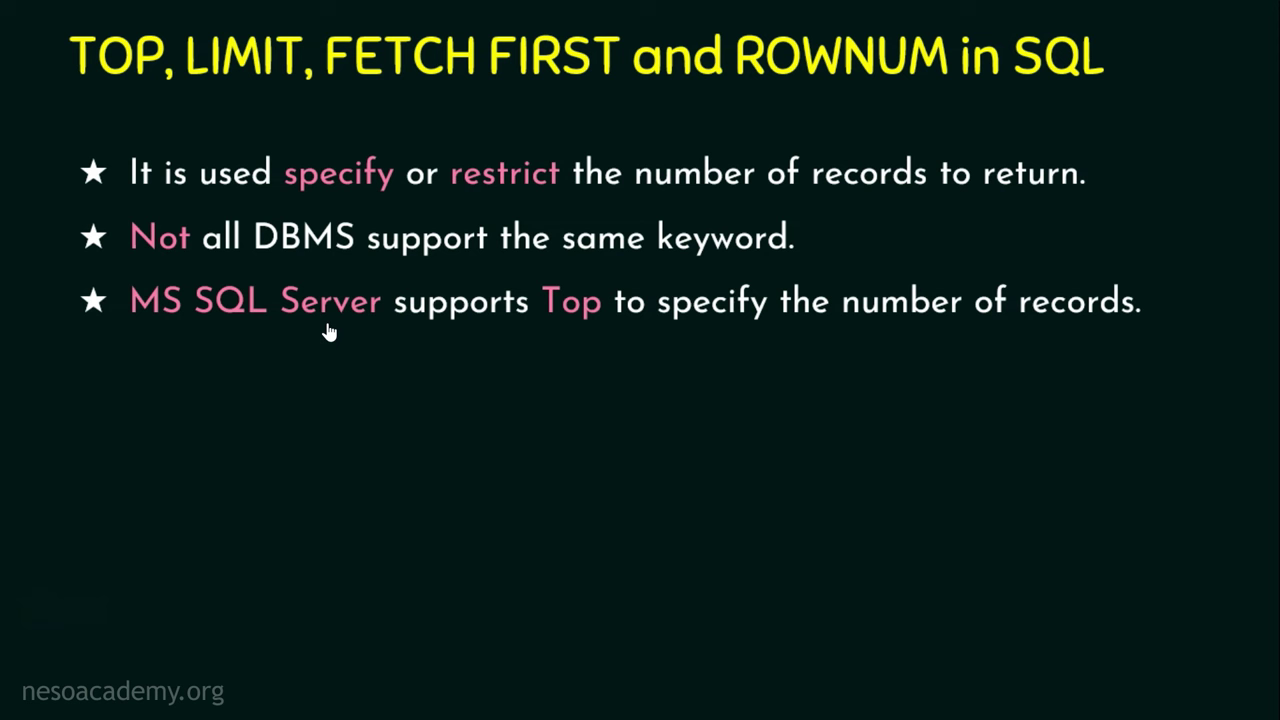 TOP, LIMIT, FETCH FIRST and ROWNUM in SQL
★ It is used specify or restrict the number of records to return.
★ Not all DBMS support the same keyword.
★ MS SQL Server supports Top to specify the number of records.
nesoacademy.org